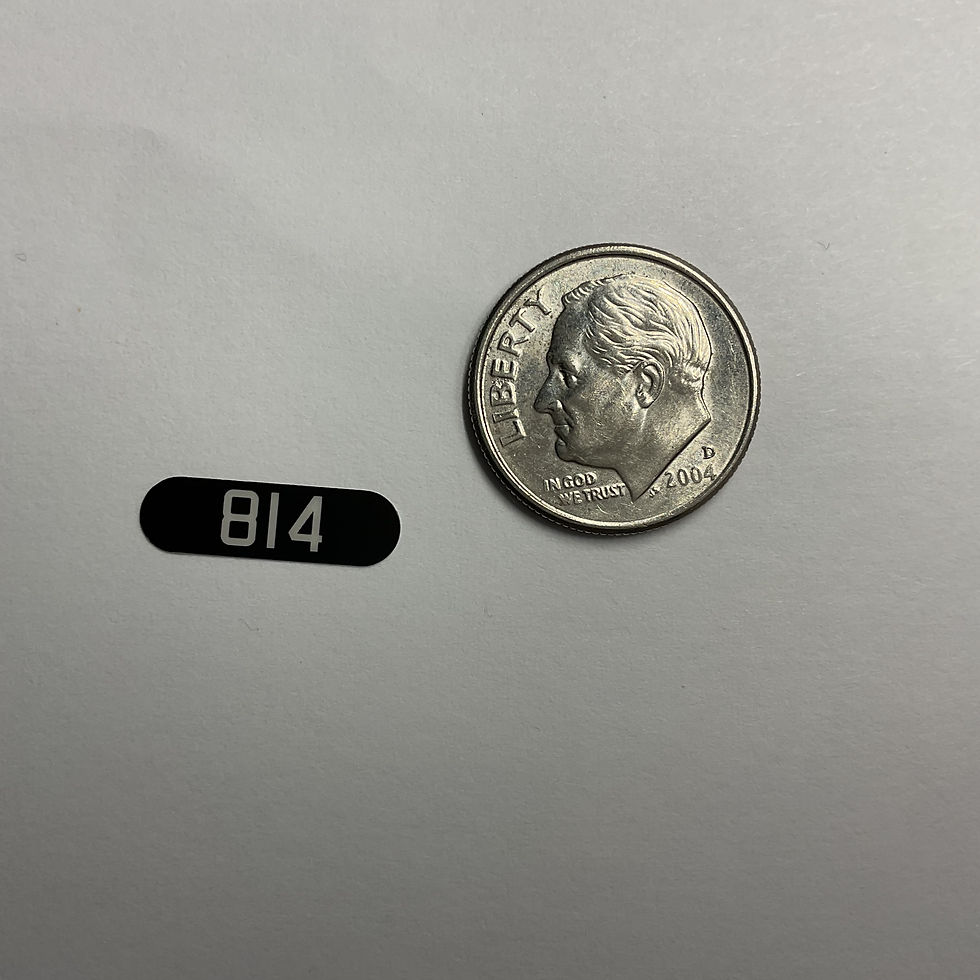 814
LIBERTY
IN GOD
WE TRUST
D
2004